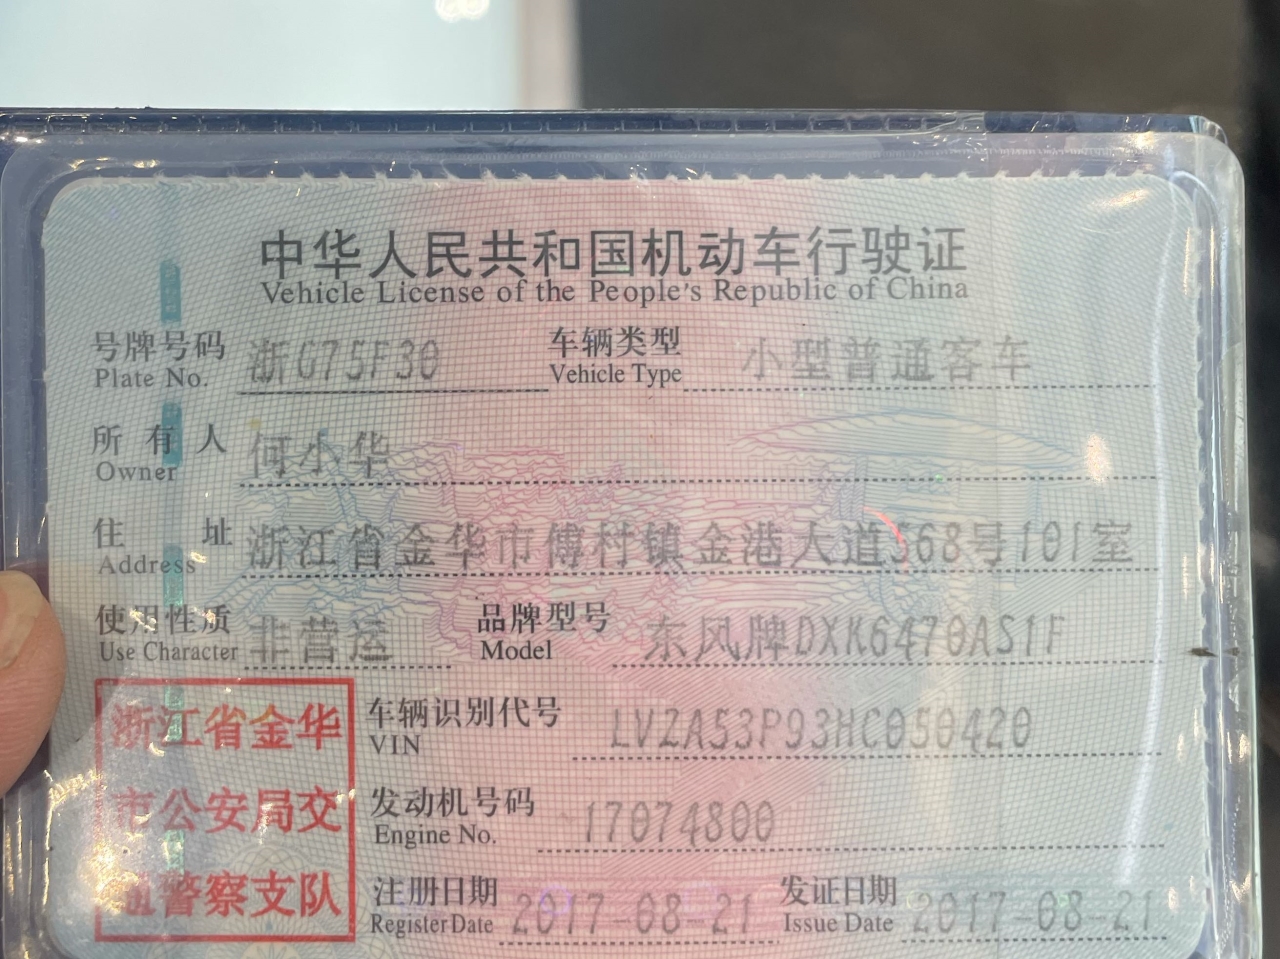 中华人民共和国机动车行驶证
Vehicle License of the People's Republic of China
号牌号码 浙G75F30 车辆类型 小型普通客车
Plate No. Vehicle Type
所有人 何小华
Owner
住址 浙江省金华市傅村镇金港大道568号101室
Address
使用性质 非营运 品牌型号 东风牌DXK6470AS1F
Use Character Model
浙江省金华
市公安局交
通警察支队
车辆识别代号 LVZA53P93HC050420
VIN
发动机号码 17074800
Engine No.
注册日期 2017-08-21 发证日期 2017-08-21
Register Date Issue Date